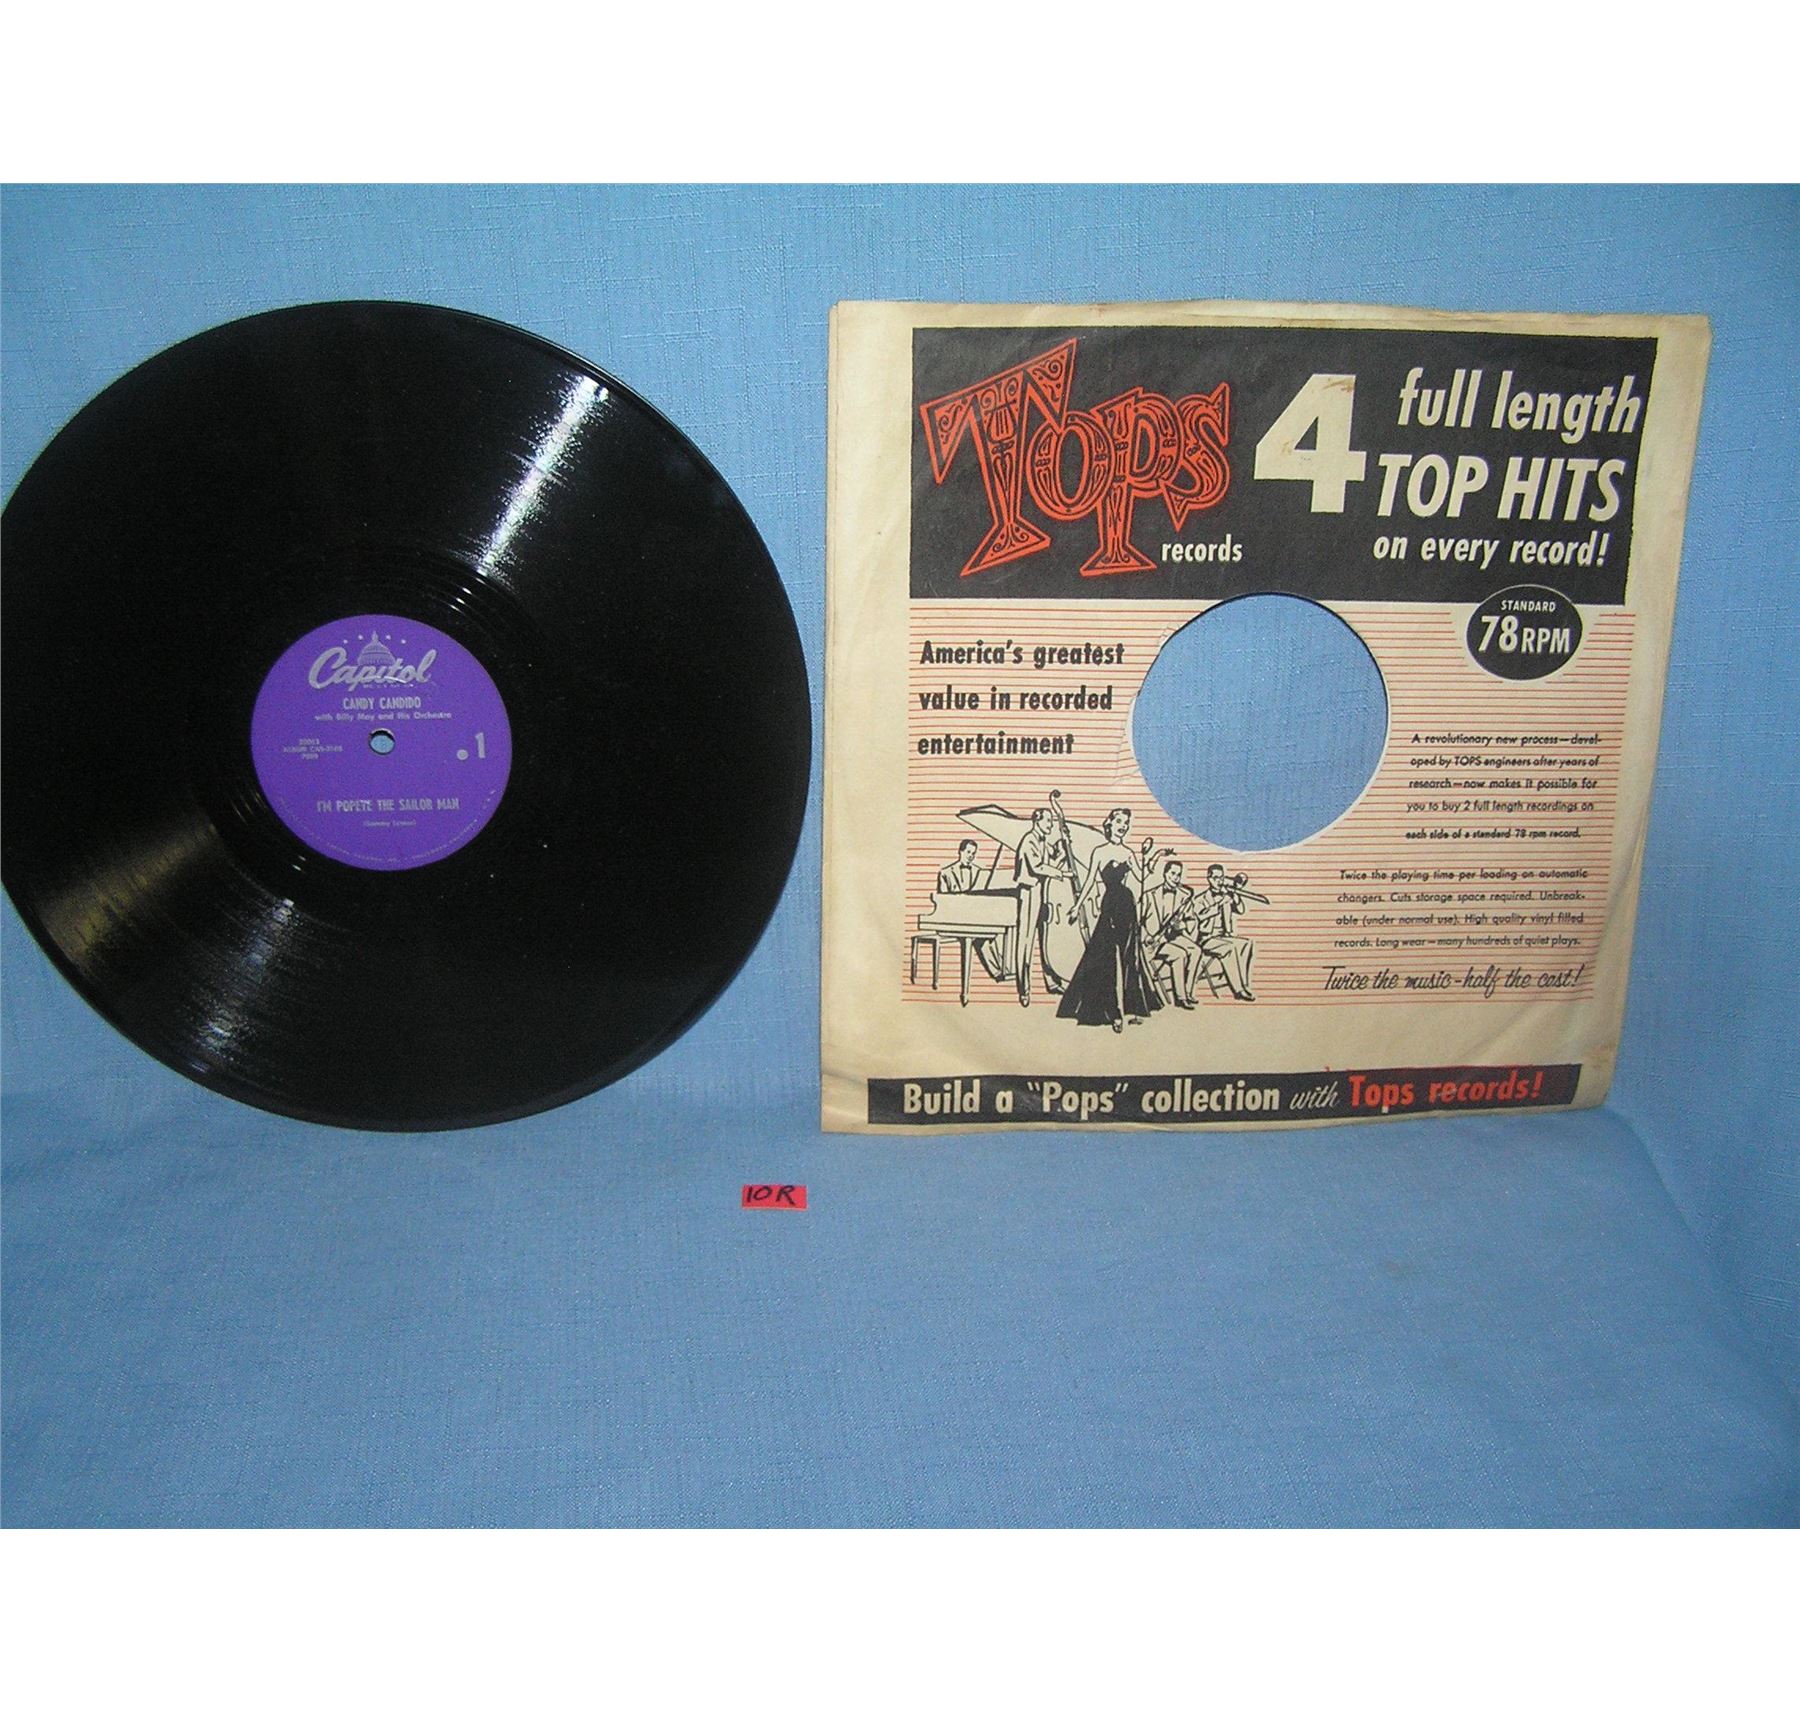 Capitol
CANDY CANDIDO
with Billy May and His Orchestra
.1
I'M POPEYE THE SAILOR MAN
Tops
records
4 full length
TOP HITS
on every record!
STANDARD
78 RPM
America's greatest
value in recorded
entertainment
A revolutionary new process—devel-
oped by TOPS engineers after years of
research—now makes it possible for
you to buy 2 full length recordings on
each side of a standard 78 rpm record.
Twice the playing time per loading on automatic
changers. Cuts storage space required. Unbreak-
able (under normal use). High quality vinyl filled
records. Long wear—many hundreds of quiet plays.
Twice the music - half the cost!
Build a "Pops" collection with Tops records!
10R